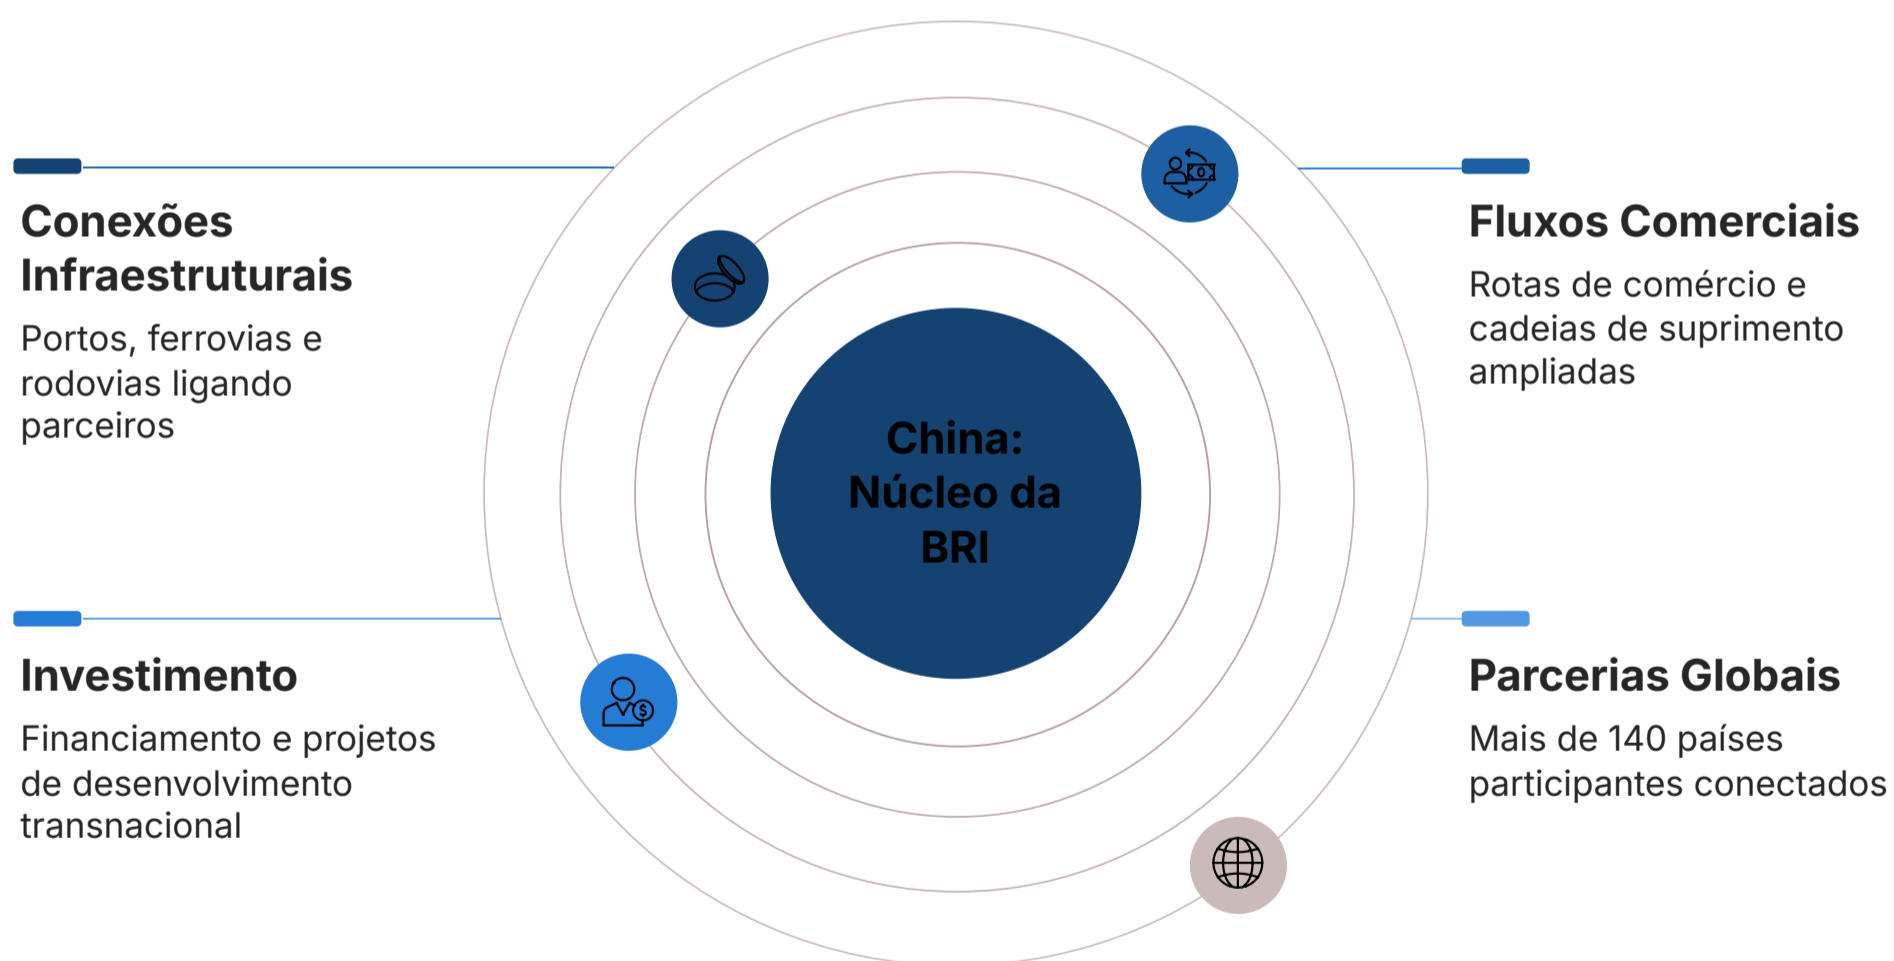 Conexões
Infraestruturais
Portos, ferrovias e
rodovias ligando
parceiros
Fluxos Comerciais
Rotas de comércio e
cadeias de suprimento
ampliadas
China:
Núcleo da
BRI
Investimento
Financiamento e projetos
de desenvolvimento
transnacional
Parcerias Globais
Mais de 140 países
participantes conectados